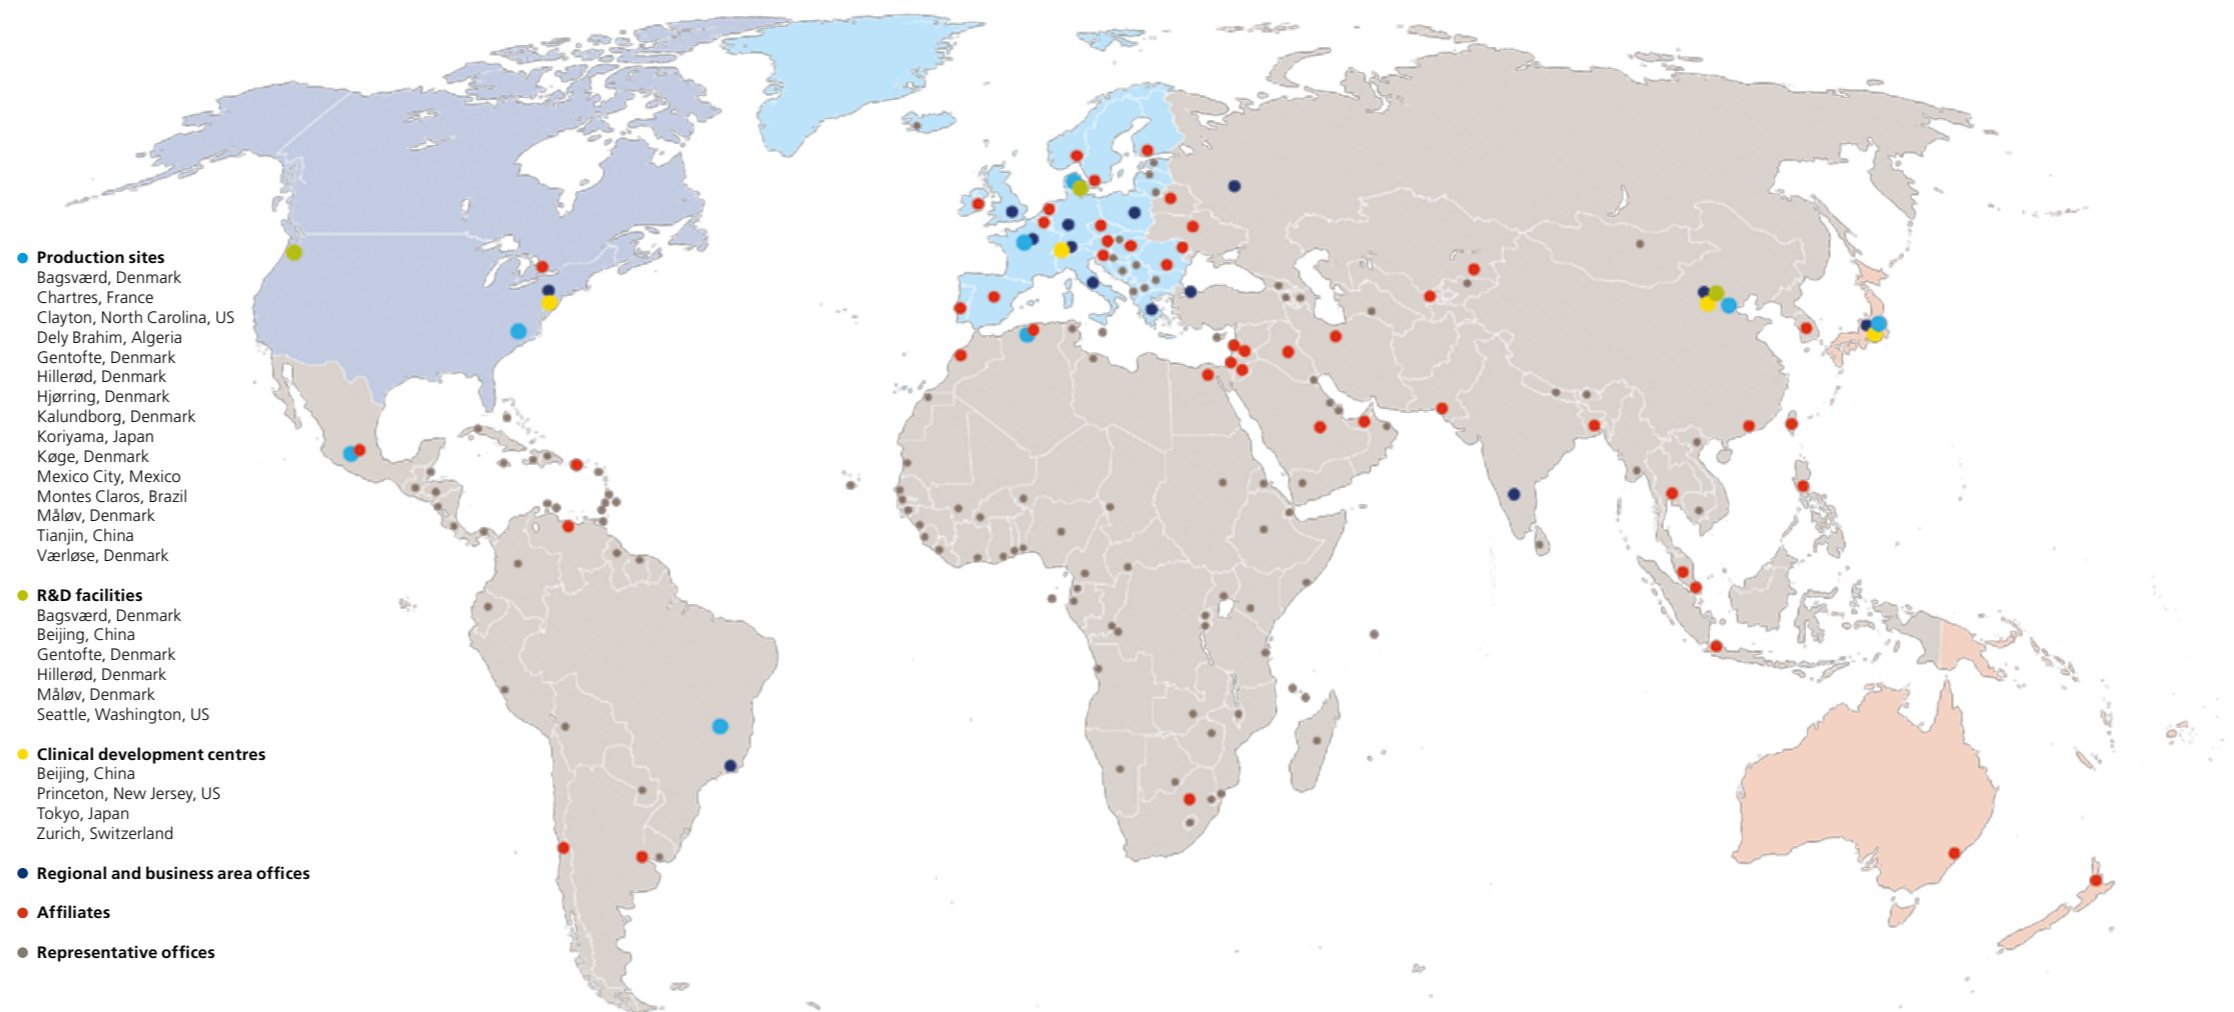 Production sites
Bagsværd, Denmark
Chartres, France
Clayton, North Carolina, US
Dely Brahim, Algeria
Gentofte, Denmark
Hillerød, Denmark
Hjørring, Denmark
Kalundborg, Denmark
Koriyama, Japan
Køge, Denmark
Mexico City, Mexico
Montes Claros, Brazil
Måløv, Denmark
Tianjin, China
Værløse, Denmark
R&D facilities
Bagsværd, Denmark
Beijing, China
Gentofte, Denmark
Hillerød, Denmark
Måløv, Denmark
Seattle, Washington, US
Clinical development centres
Beijing, China
Princeton, New Jersey, US
Tokyo, Japan
Zurich, Switzerland
Regional and business area offices
Affiliates
Representative offices